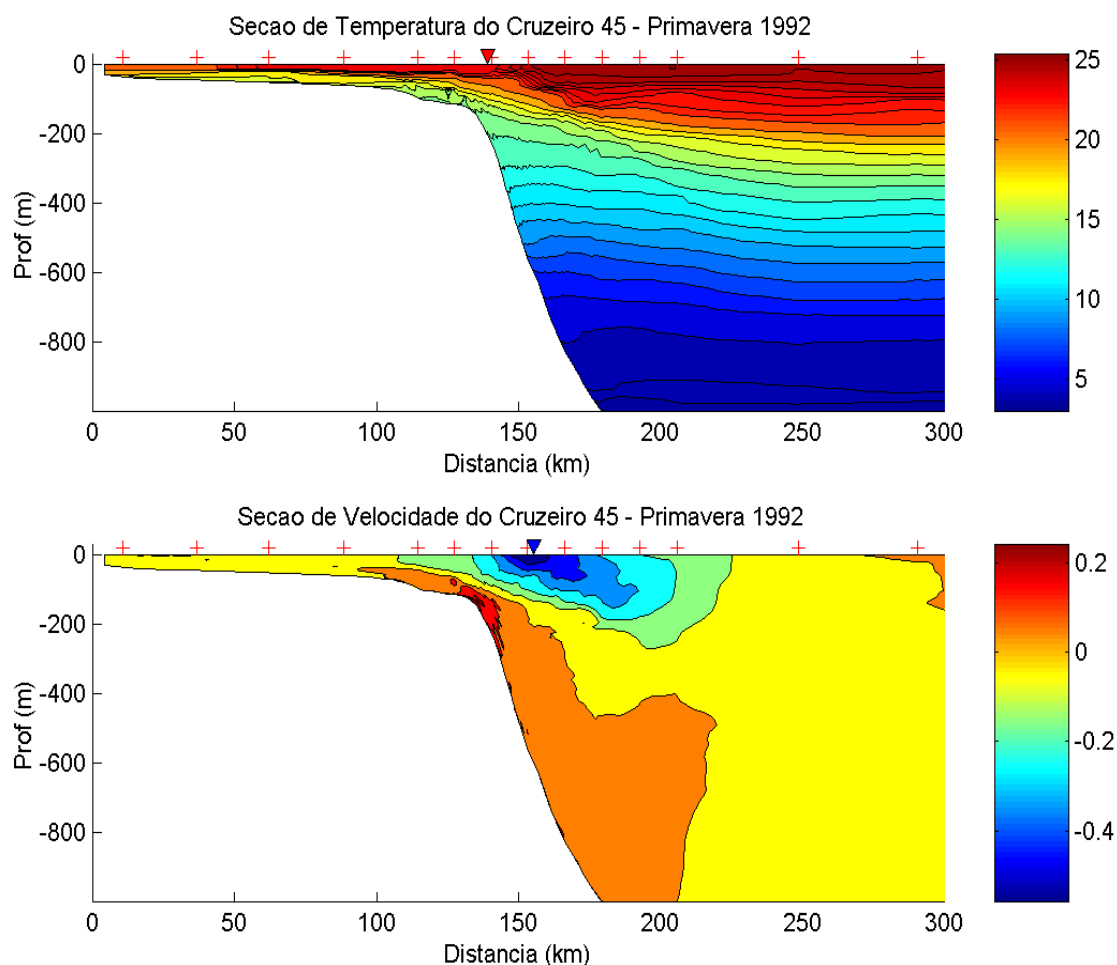 Secao de Temperatura do Cruzeiro 45 - Primavera 1992
0
-200
-400
-600
-800
Prof (m)
0 50 100 150 200 250 300
Distancia (km)
25
20
15
10
5
Secao de Velocidade do Cruzeiro 45 - Primavera 1992
0
-200
-400
-600
-800
Prof (m)
0 50 100 150 200 250 300
Distancia (km)
0.2
0
-0.2
-0.4